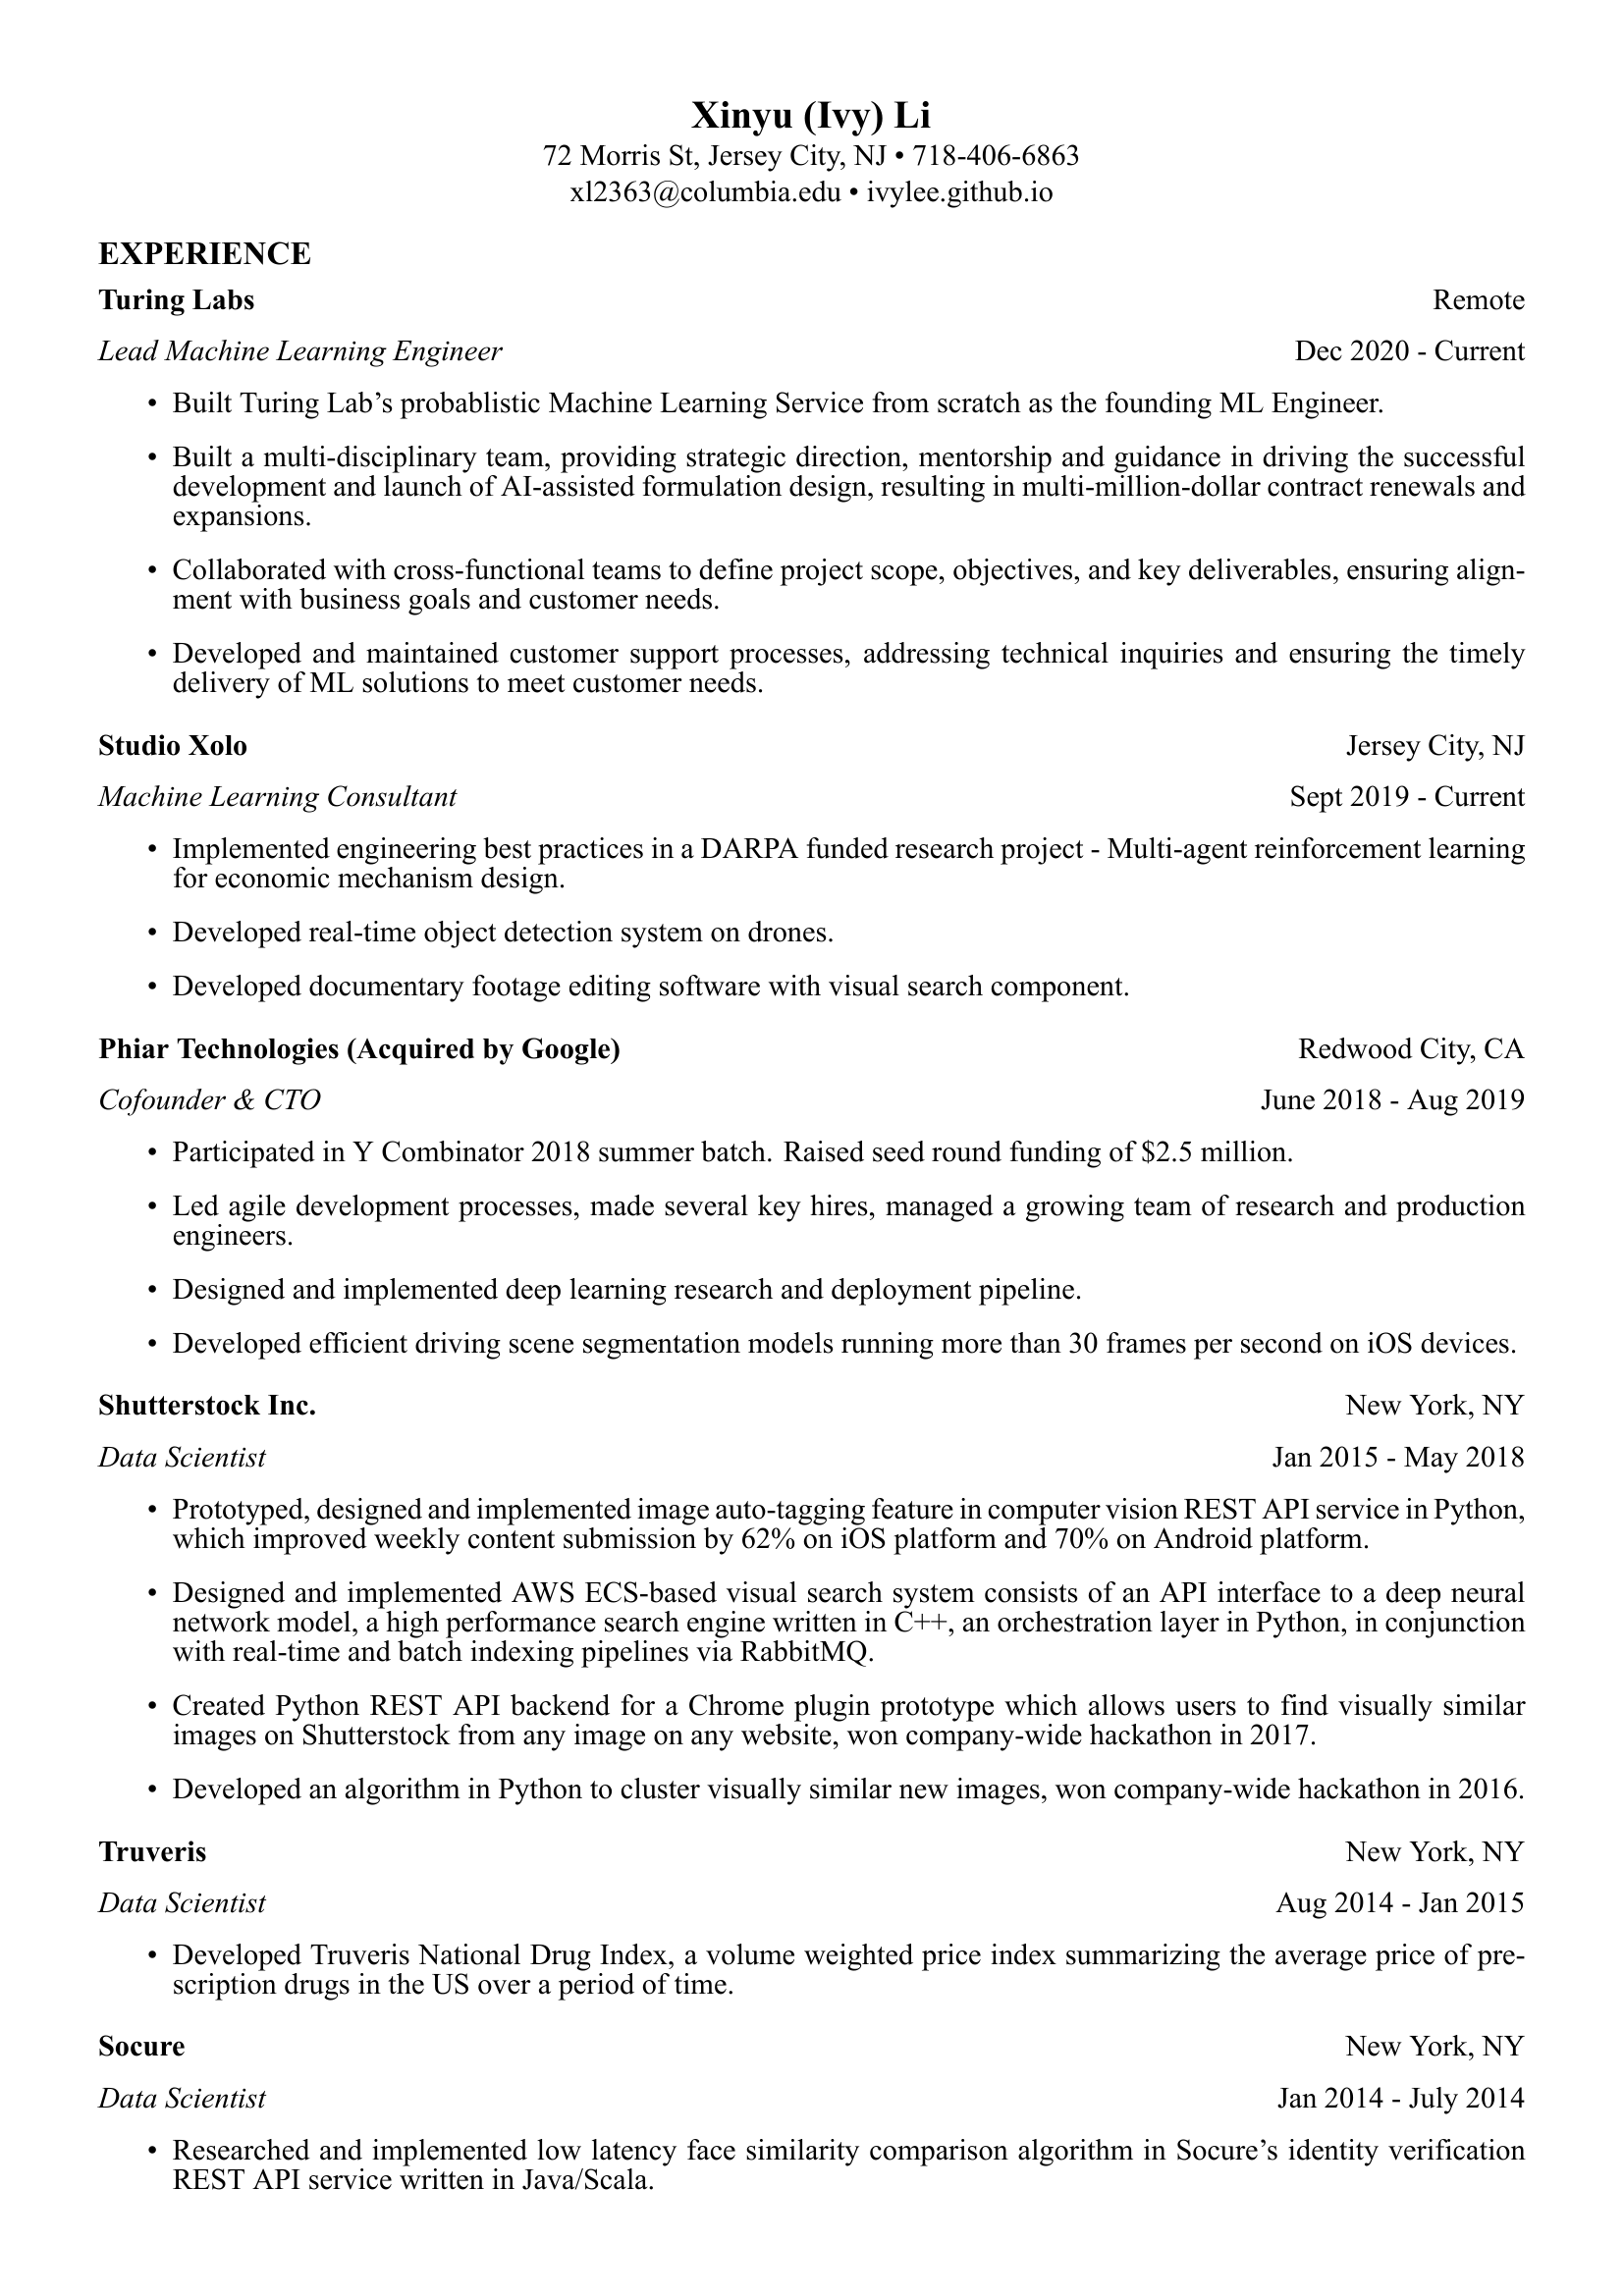 Xinyu (Ivy) Li
72 Morris St, Jersey City, NJ • 718-406-6863
xl2363@columbia.edu • ivylee.github.io
EXPERIENCE
Turing Labs Remote
Lead Machine Learning Engineer Dec 2020 - Current
• Built Turing Lab’s probablistic Machine Learning Service from scratch as the founding ML Engineer.
• Built a multi-disciplinary team, providing strategic direction, mentorship and guidance in driving the successful
development and launch of AI-assisted formulation design, resulting in multi-million-dollar contract renewals and
expansions.
• Collaborated with cross-functional teams to define project scope, objectives, and key deliverables, ensuring align-
ment with business goals and customer needs.
• Developed and maintained customer support processes, addressing technical inquiries and ensuring the timely
delivery of ML solutions to meet customer needs.
Studio Xolo Jersey City, NJ
Machine Learning Consultant Sept 2019 - Current
• Implemented engineering best practices in a DARPA funded research project - Multi-agent reinforcement learning
for economic mechanism design.
• Developed real-time object detection system on drones.
• Developed documentary footage editing software with visual search component.
Phiar Technologies (Acquired by Google) Redwood City, CA
Cofounder & CTO June 2018 - Aug 2019
• Participated in Y Combinator 2018 summer batch. Raised seed round funding of $2.5 million.
• Led agile development processes, made several key hires, managed a growing team of research and production
engineers.
• Designed and implemented deep learning research and deployment pipeline.
• Developed efficient driving scene segmentation models running more than 30 frames per second on iOS devices.
Shutterstock Inc. New York, NY
Data Scientist Jan 2015 - May 2018
• Prototyped, designed and implemented image auto-tagging feature in computer vision REST API service in Python,
which improved weekly content submission by 62% on iOS platform and 70% on Android platform.
• Designed and implemented AWS ECS-based visual search system consists of an API interface to a deep neural
network model, a high performance search engine written in C++, an orchestration layer in Python, in conjunction
with real-time and batch indexing pipelines via RabbitMQ.
• Created Python REST API backend for a Chrome plugin prototype which allows users to find visually similar
images on Shutterstock from any image on any website, won company-wide hackathon in 2017.
• Developed an algorithm in Python to cluster visually similar new images, won company-wide hackathon in 2016.
Truveris New York, NY
Data Scientist Aug 2014 - Jan 2015
• Developed Truveris National Drug Index, a volume weighted price index summarizing the average price of pre-
scription drugs in the US over a period of time.
Socure New York, NY
Data Scientist Jan 2014 - July 2014
• Researched and implemented low latency face similarity comparison algorithm in Socure’s identity verification
REST API service written in Java/Scala.